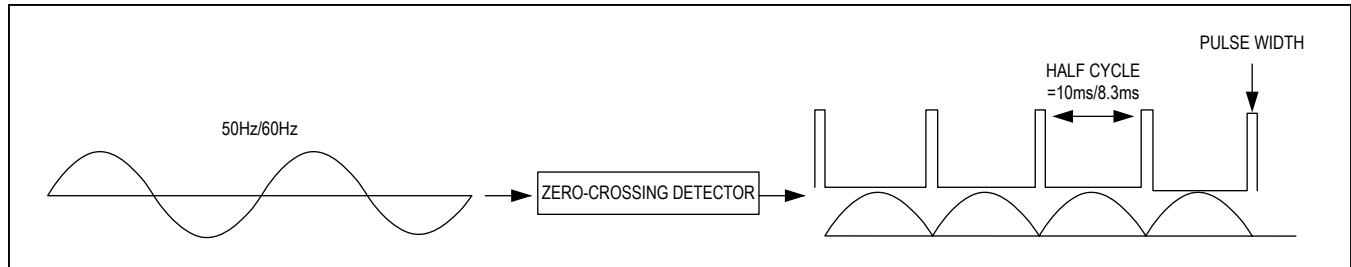 50Hz/60Hz
ZERO-CROSSING DETECTOR
HALF CYCLE
=10ms/8.3ms
PULSE WIDTH